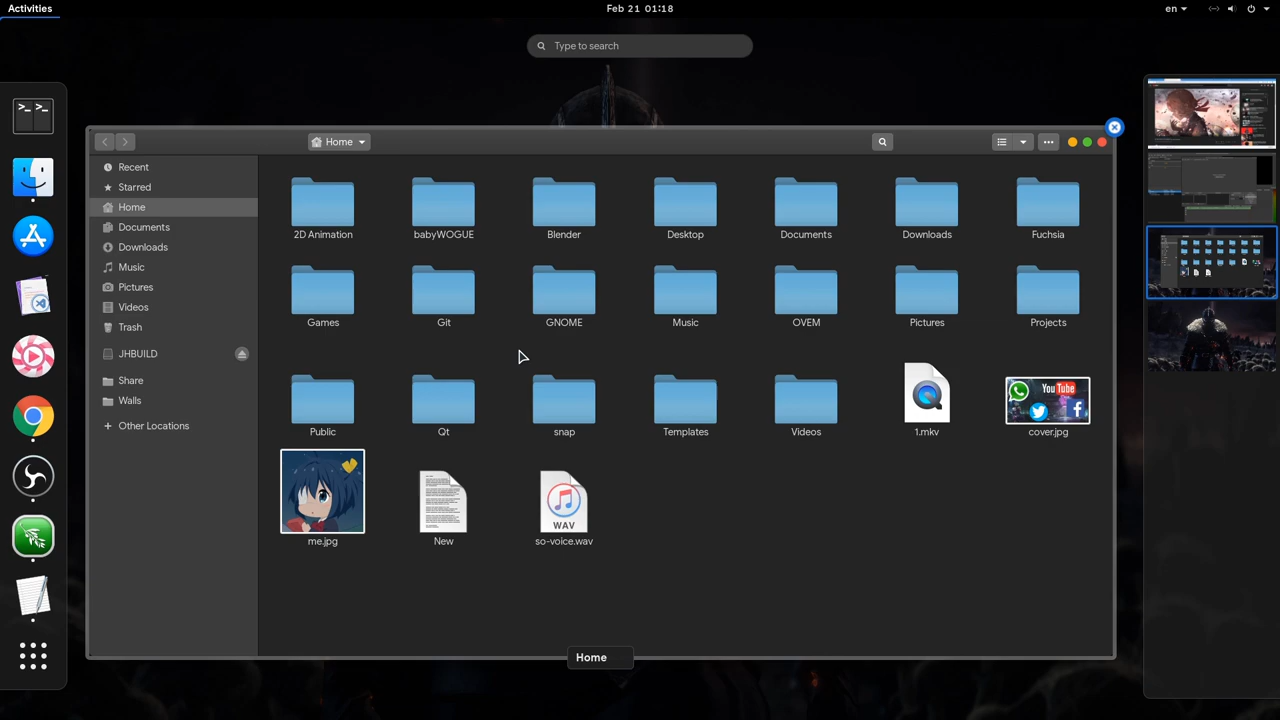 Activities
Feb 21 01:18
en
Type to search
Home
Recent
Starred
Home
Documents
Downloads
Music
Pictures
Videos
Trash
JHBUILD
Share
Walls
Other Locations
2D Animation
babyWOGUE
Blender
Desktop
Documents
Downloads
Fuchsia
Games
Git
GNOME
Music
OVEM
Pictures
Projects
Public
Qt
snap
Templates
Videos
1.mkv
You Tube
cover.jpg
WAV
me.jpg
New
so-voice.wav
Home